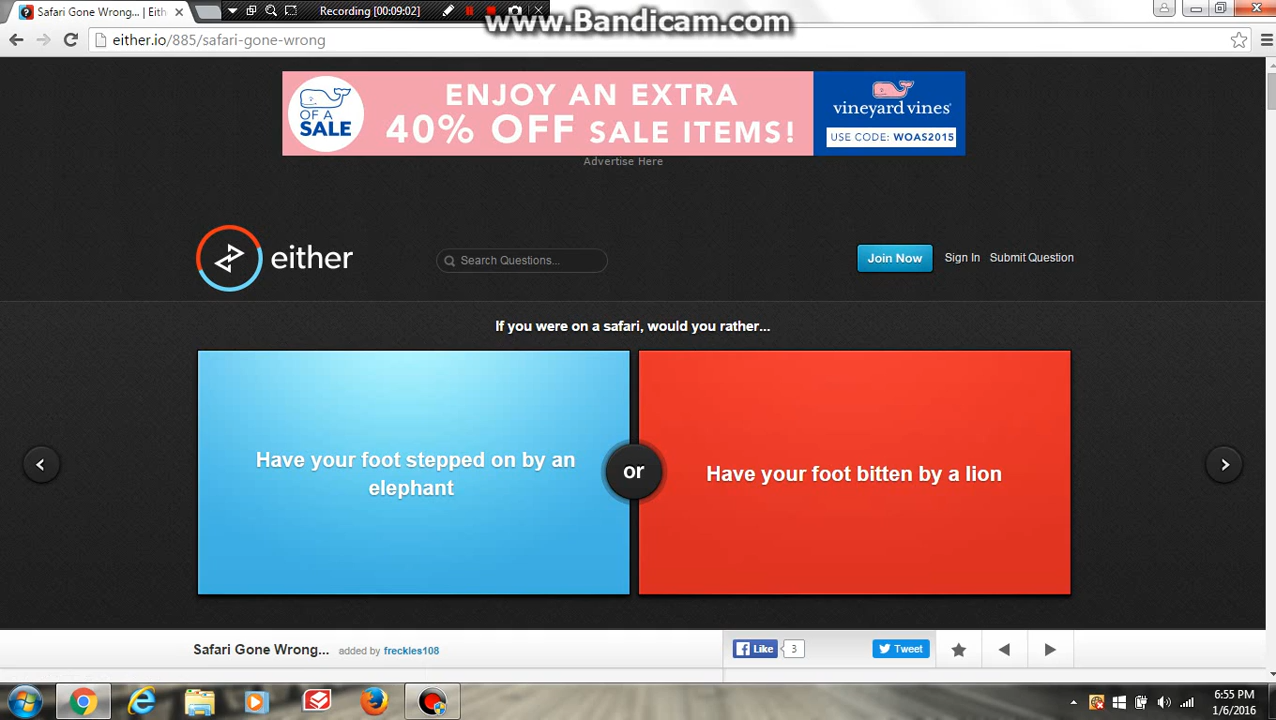 Safari Gone Wrong... | Eith
Recording [00:09:02]
www.Bandicam.com
either.io/885/safari-gone-wrong
OF A
SALE
ENJOY AN EXTRA
40% OFF SALE ITEMS!
vineyard vines
USE CODE: WOAS2015
Advertise Here
either
Search Questions...
Join Now
Sign In
Submit Question
If you were on a safari, would you rather...
Have your foot stepped on by an
elephant
or
Have your foot bitten by a lion
Safari Gone Wrong...
added by freckles108
Like
3
Tweet
6:55 PM
1/6/2016